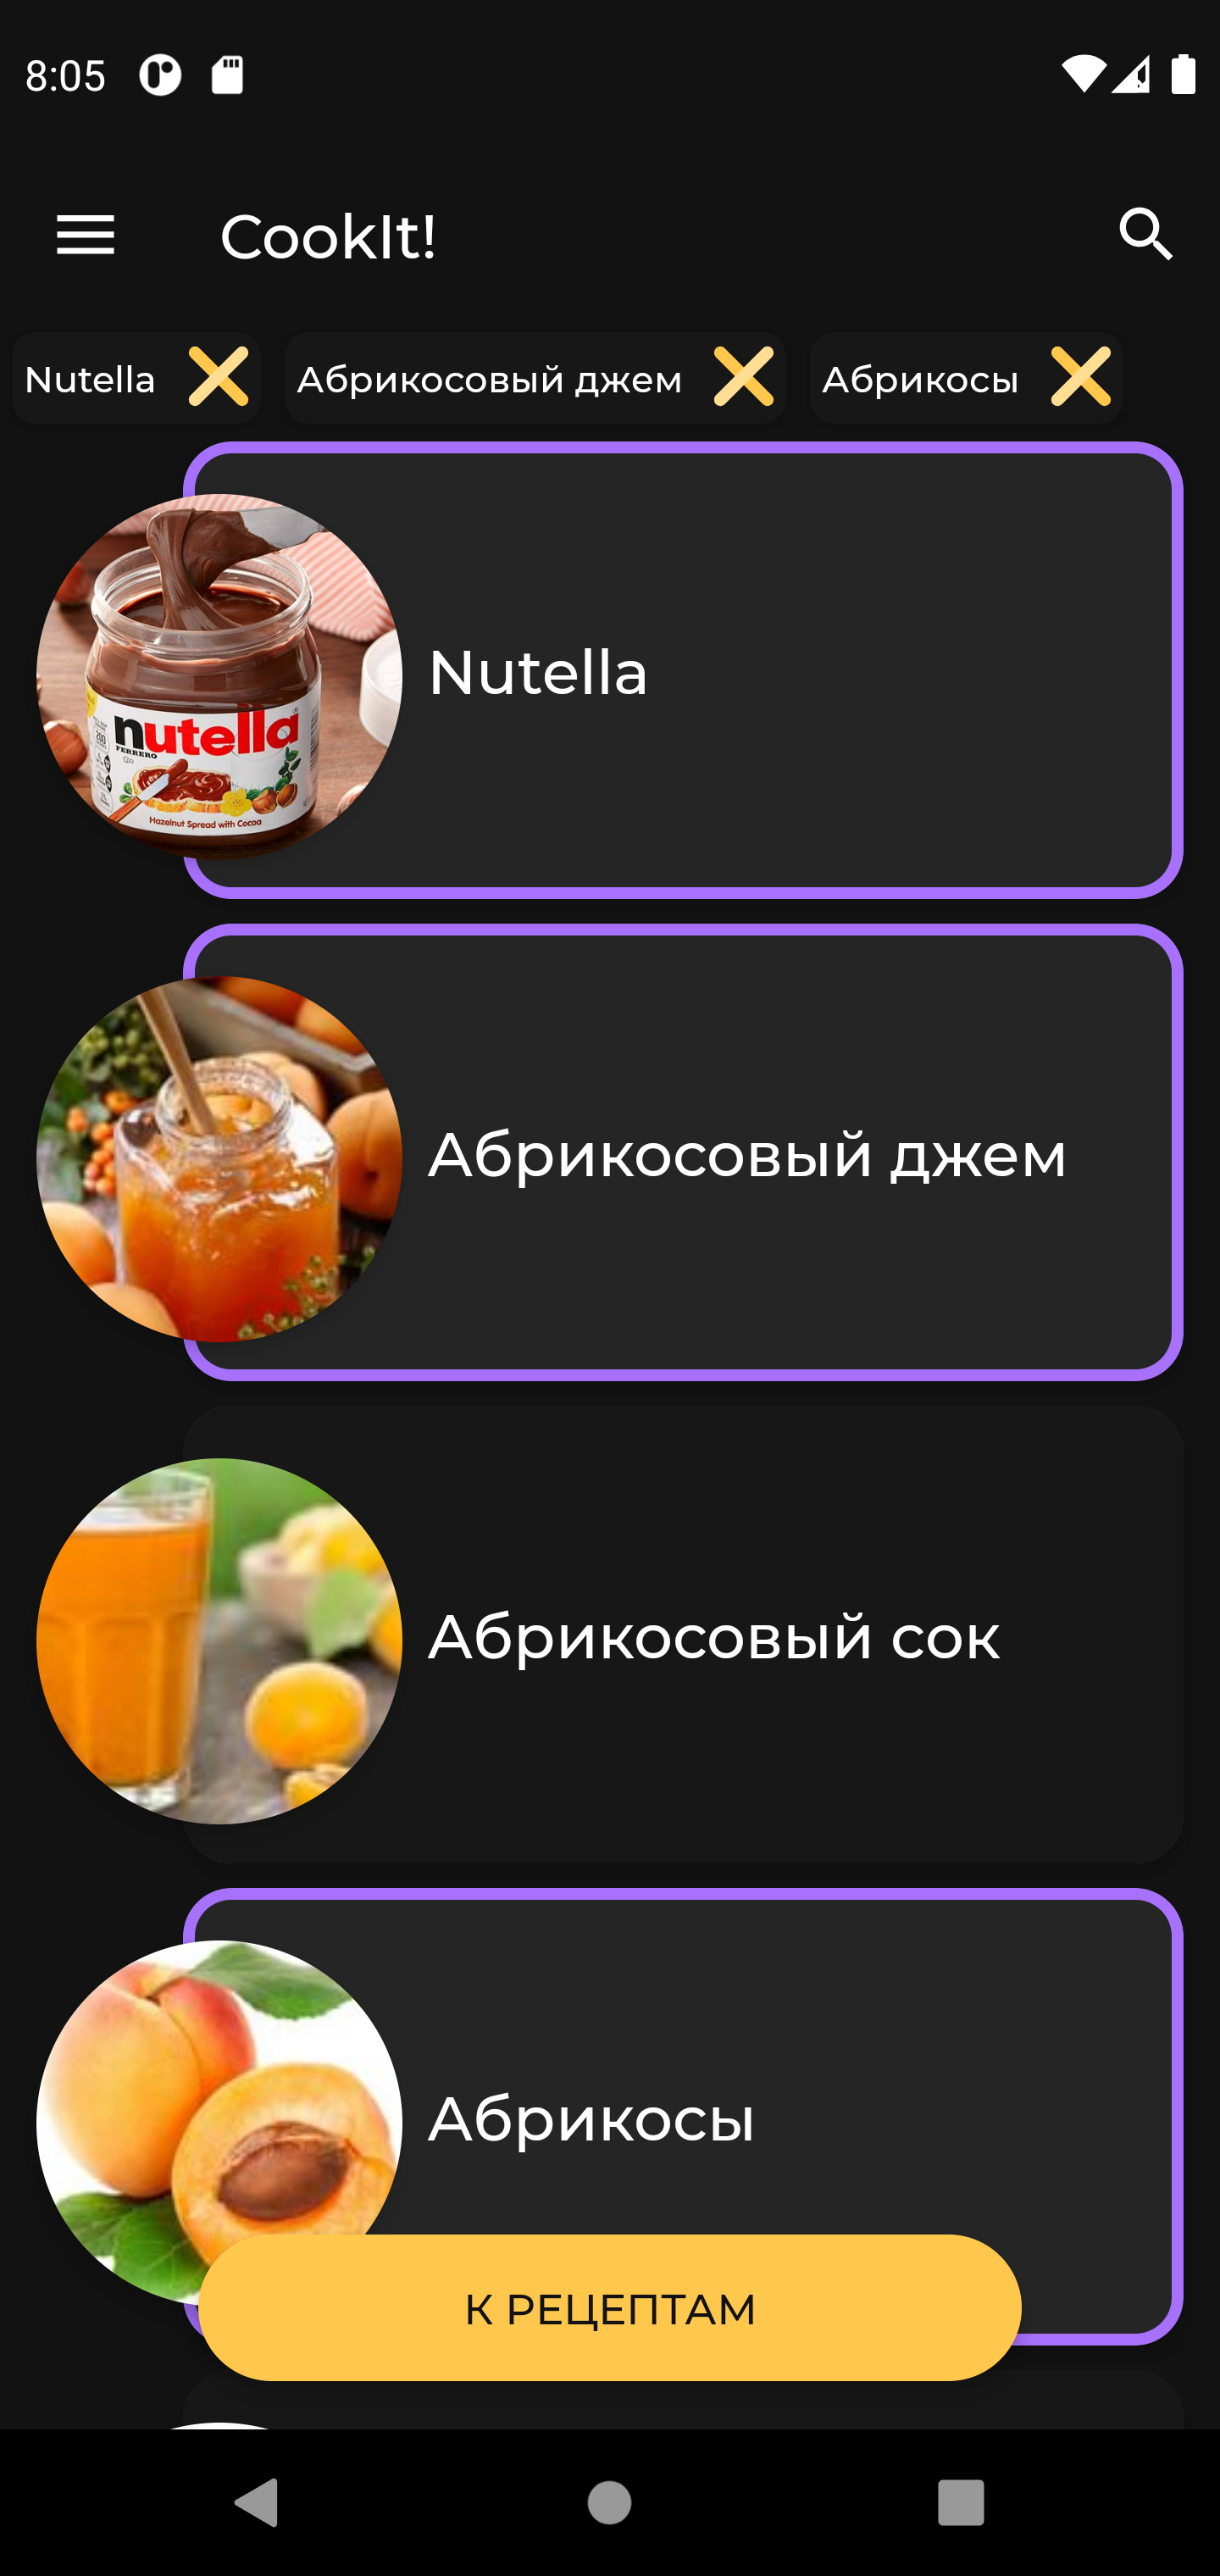 8:05
CookIt!
Nutella
Абрикосовый джем
Абрикосы
Nutella
nutella
FERRERO
Hazelnut Spread with Cocoa
Абрикосовый джем
Абрикосовый сок
Абрикосы
К РЕЦЕПТАМ